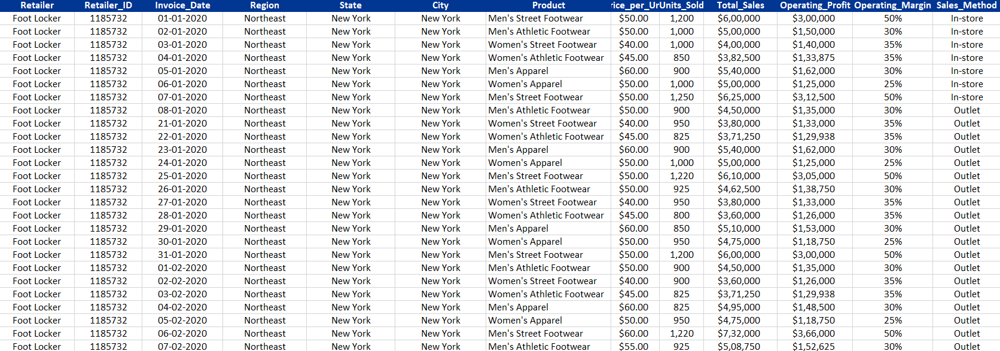 Retailer Retailer_ID Invoice_Date Region State City Product rice_per_Ur Units_Sold Total_Sales Operating_Profit Operating_Margin Sales_Method
Foot Locker 1185732 01-01-2020 Northeast New York New York Men's Street Footwear $50.00 1,200 $6,00,000 $3,00,000 50% In-store
Foot Locker 1185732 02-01-2020 Northeast New York New York Men's Athletic Footwear $50.00 1,000 $5,00,000 $1,50,000 30% In-store
Foot Locker 1185732 03-01-2020 Northeast New York New York Women's Street Footwear $40.00 1,000 $4,00,000 $1,40,000 35% In-store
Foot Locker 1185732 04-01-2020 Northeast New York New York Women's Athletic Footwear $45.00 850 $3,82,500 $1,33,875 35% In-store
Foot Locker 1185732 05-01-2020 Northeast New York New York Men's Apparel $60.00 900 $5,40,000 $1,62,000 30% In-store
Foot Locker 1185732 06-01-2020 Northeast New York New York Women's Apparel $50.00 1,000 $5,00,000 $1,25,000 25% In-store
Foot Locker 1185732 07-01-2020 Northeast New York New York Men's Street Footwear $50.00 1,250 $6,25,000 $3,12,500 50% In-store
Foot Locker 1185732 08-01-2020 Northeast New York New York Men's Athletic Footwear $50.00 900 $4,50,000 $1,35,000 30% Outlet
Foot Locker 1185732 21-01-2020 Northeast New York New York Women's Street Footwear $40.00 950 $3,80,000 $1,33,000 35% Outlet
Foot Locker 1185732 22-01-2020 Northeast New York New York Women's Athletic Footwear $45.00 825 $3,71,250 $1,29,938 35% Outlet
Foot Locker 1185732 23-01-2020 Northeast New York New York Men's Apparel $60.00 900 $5,40,000 $1,62,000 30% Outlet
Foot Locker 1185732 24-01-2020 Northeast New York New York Women's Apparel $50.00 1,000 $5,00,000 $1,25,000 25% Outlet
Foot Locker 1185732 25-01-2020 Northeast New York New York Men's Street Footwear $50.00 1,220 $6,10,000 $3,05,000 50% Outlet
Foot Locker 1185732 26-01-2020 Northeast New York New York Men's Athletic Footwear $50.00 925 $4,62,500 $1,38,750 30% Outlet
Foot Locker 1185732 27-01-2020 Northeast New York New York Women's Street Footwear $40.00 950 $3,80,000 $1,33,000 35% Outlet
Foot Locker 1185732 28-01-2020 Northeast New York New York Women's Athletic Footwear $45.00 800 $3,60,000 $1,26,000 35% Outlet
Foot Locker 1185732 29-01-2020 Northeast New York New York Men's Apparel $60.00 850 $5,10,000 $1,53,000 30% Outlet
Foot Locker 1185732 30-01-2020 Northeast New York New York Women's Apparel $50.00 950 $4,75,000 $1,18,750 25% Outlet
Foot Locker 1185732 31-01-2020 Northeast New York New York Men's Street Footwear $50.00 1,200 $6,00,000 $3,00,000 50% Outlet
Foot Locker 1185732 01-02-2020 Northeast New York New York Men's Athletic Footwear $50.00 900 $4,50,000 $1,35,000 30% Outlet
Foot Locker 1185732 02-02-2020 Northeast New York New York Women's Street Footwear $40.00 900 $3,60,000 $1,26,000 35% Outlet
Foot Locker 1185732 03-02-2020 Northeast New York New York Women's Athletic Footwear $45.00 825 $3,71,250 $1,29,938 35% Outlet
Foot Locker 1185732 04-02-2020 Northeast New York New York Men's Apparel $60.00 825 $4,95,000 $1,48,500 30% Outlet
Foot Locker 1185732 05-02-2020 Northeast New York New York Women's Apparel $50.00 950 $4,75,000 $1,18,750 25% Outlet
Foot Locker 1185732 06-02-2020 Northeast New York New York Men's Street Footwear $60.00 1,220 $7,32,000 $3,66,000 50% Outlet
Foot Locker 1185732 07-02-2020 Northeast New York New York Men's Athletic Footwear $55.00 925 $5,08,750 $1,52,625 30% Outlet